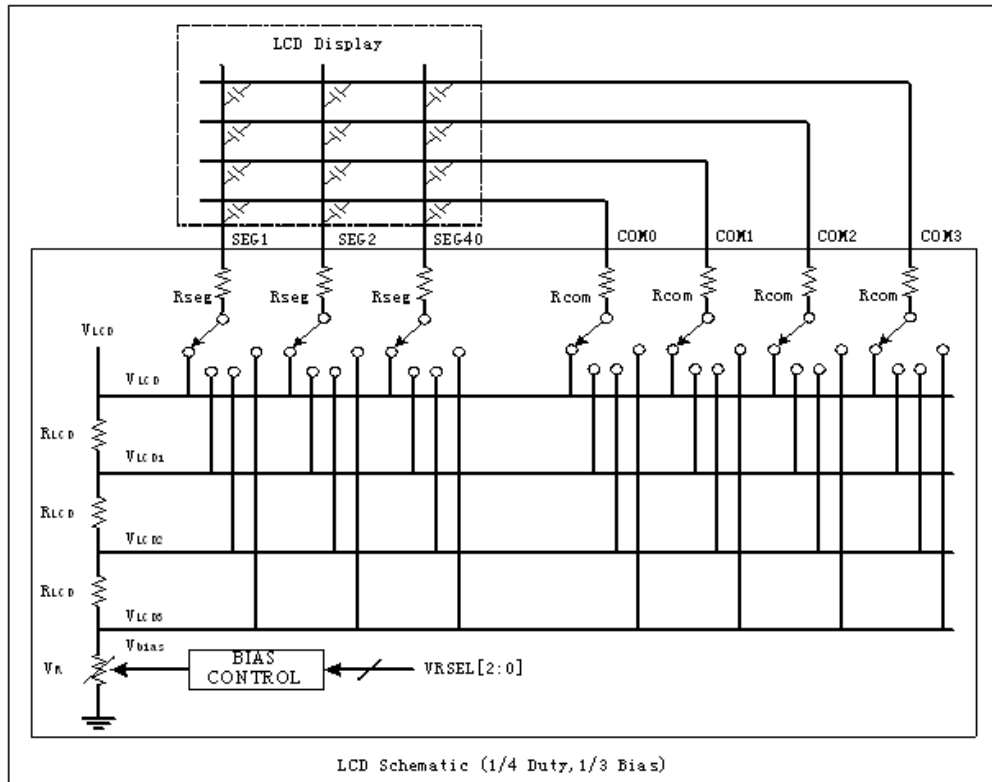 LCD Display
SEG1 SEG2 SEG40 COM0 COM1 COM2 COM3
Rseg Rseg Rseg Rcom Rcom Rcom Rcom
VLCD
VLCD
RLCD
VLCD1
RLCD
VLCD2
RLCD
VLCD3
Vbias
VR
BIAS
CONTROL
VRSEL[2:0]
LCD Schematic (1/4 Duty,1/3 Bias)